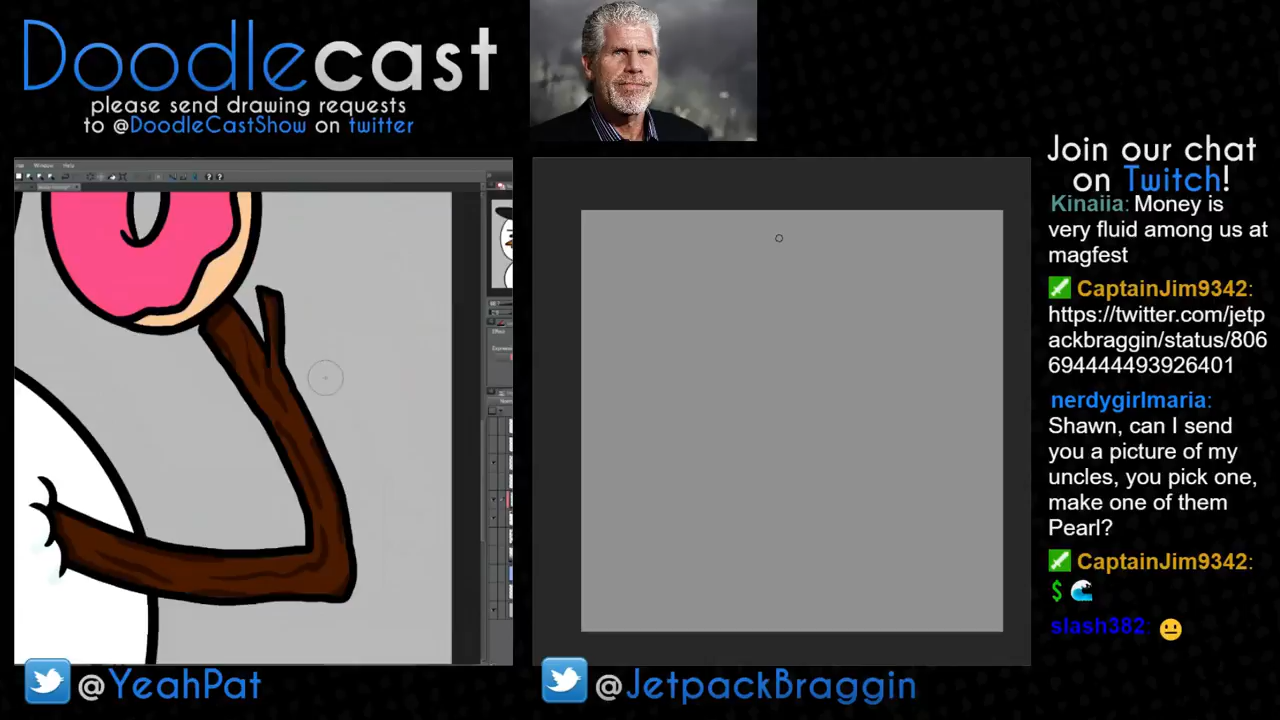 Doodlecast
please send drawing requests
to @DoodleCastShow on twitter
Join our chat
on Twitch!
Kinaiia: Money is
very fluid among us at
magfest
CaptainJim9342:
https://twitter.com/jetp
ackbraggin/status/806
694444493926401
nerdygirlmaria:
Shawn, can I send
you a picture of my
uncles, you pick one,
make one of them
Pearl?
CaptainJim9342:
$ 🌊
slash382: 😐
Window Help
@YeahPat
@JetpackBraggin